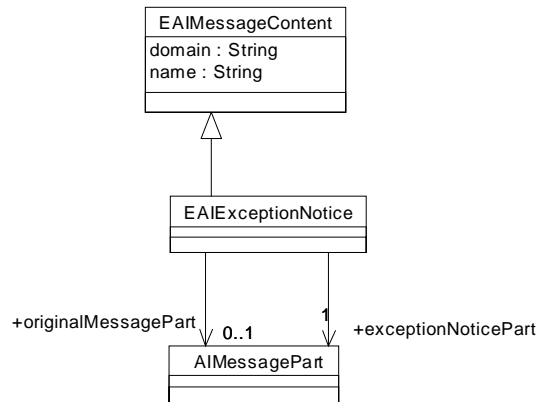 EAIMessageContent
domain : String
name : String
EAIExceptionNotice
+originalMessagePart
0..1
1
+exceptionNoticePart
AIMessagePart